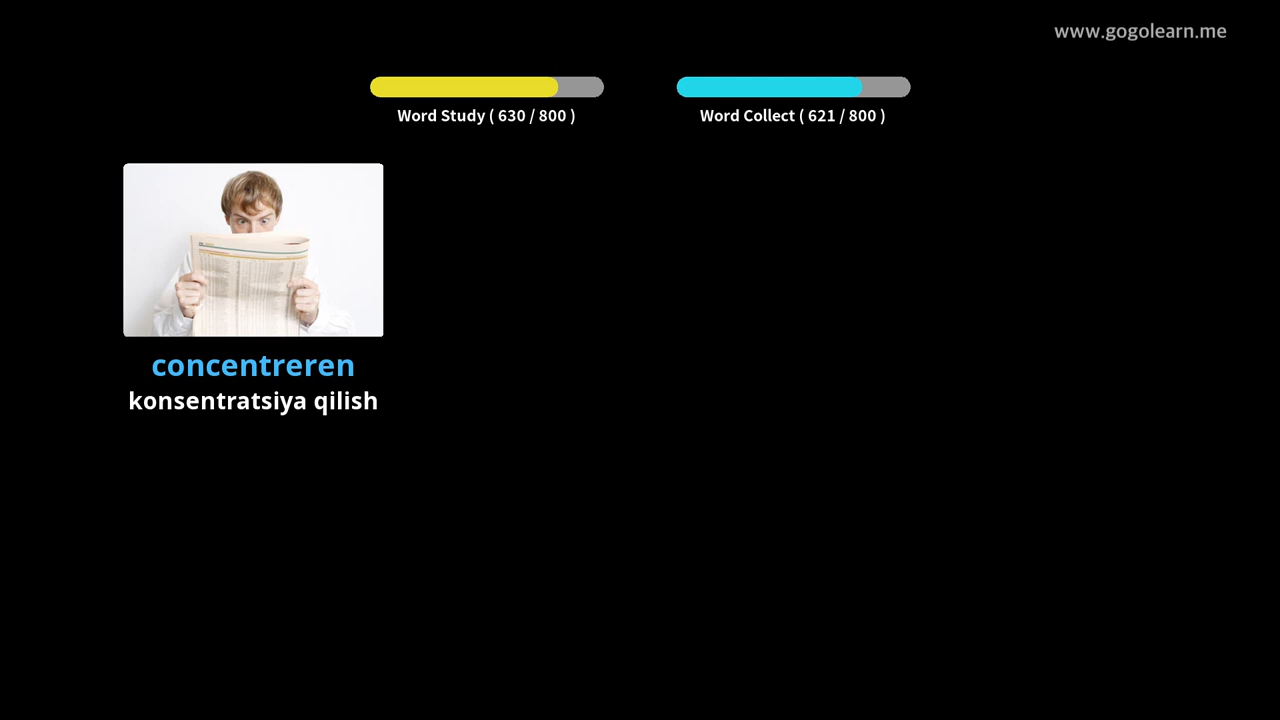 www.gogolearn.me
Word Study ( 630 / 800 )
Word Collect ( 621 / 800 )
concentreren
konsentratsiya qilish